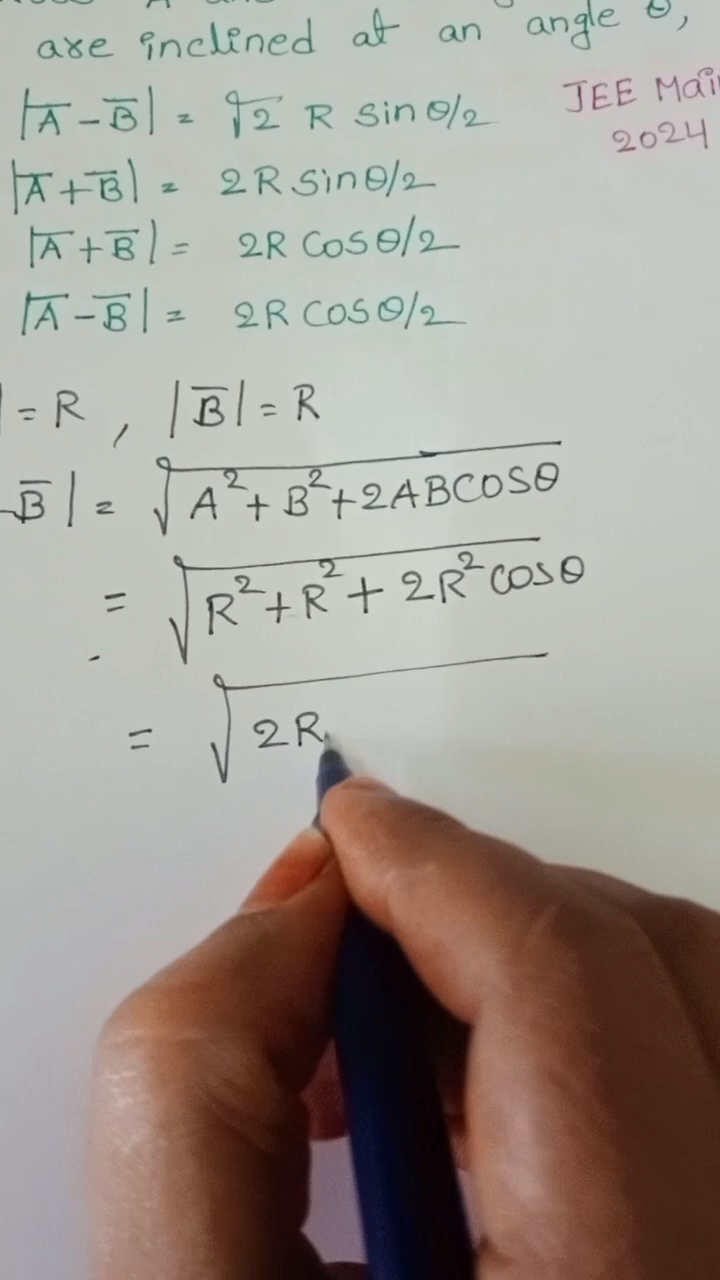 are inclined at an angle θ,
|A̅ - B̅| = √2 R sin θ/2
JEE Main
2024
|A̅ + B̅| = 2R sin θ/2
|A̅ + B̅| = 2R cos θ/2
|A̅ - B̅| = 2R cos θ/2
| = R , |B̅| = R
B̅| = √A² + B² + 2AB cos θ
= √R² + R² + 2R² cos θ
= √2R